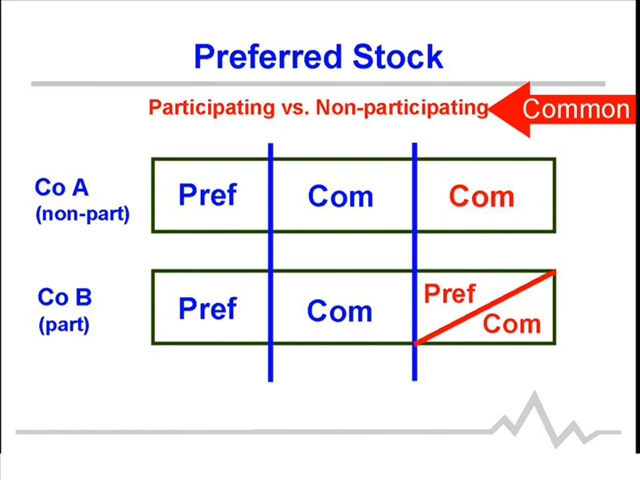 Preferred Stock
Participating vs. Non-participating
Common
Co A
(non-part)
Pref
Com
Com
Co B
(part)
Pref
Com
Pref
Com